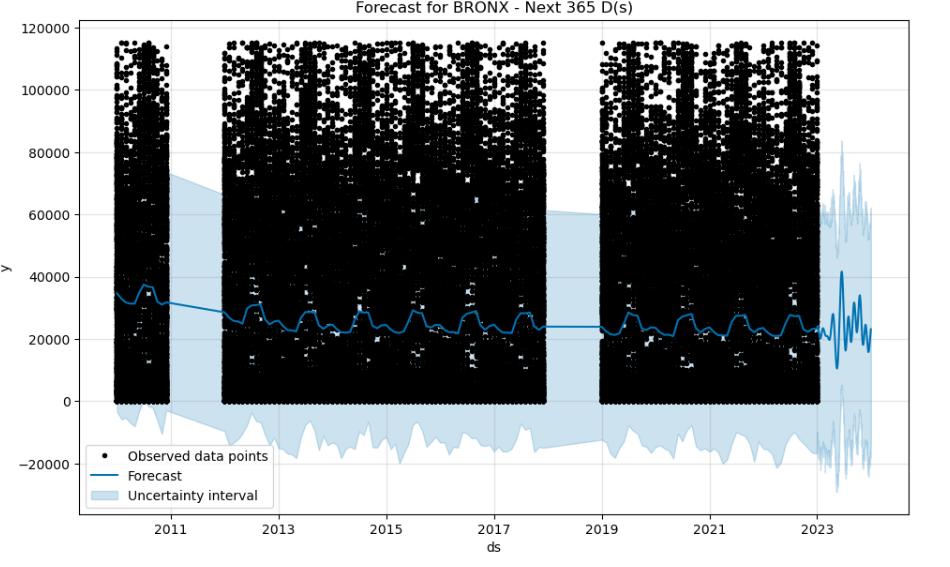 Forecast for BRONX - Next 365 D(s)
120000
100000
80000
60000
40000
20000
0
−20000
y
Observed data points
Forecast
Uncertainty interval
2011 2013 2015 2017 2019 2021 2023
ds